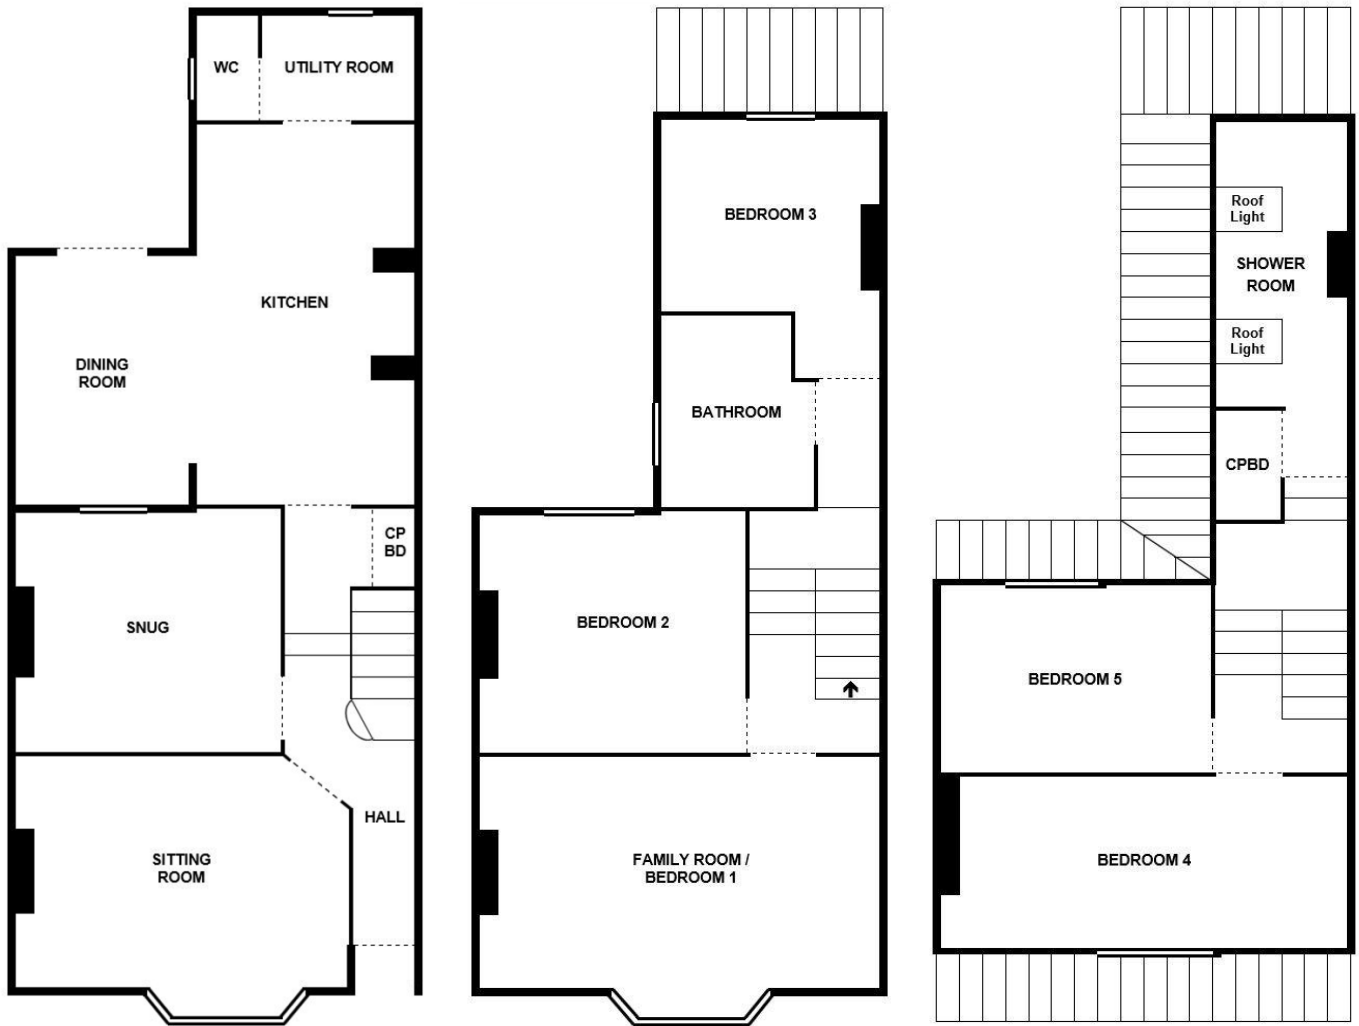 WC
UTILITY ROOM
KITCHEN
DINING
ROOM
CP
BD
SNUG
HALL
SITTING
ROOM
BEDROOM 3
BATHROOM
BEDROOM 2
FAMILY ROOM /
BEDROOM 1
Roof
Light
SHOWER
ROOM
Roof
Light
CPBD
BEDROOM 5
BEDROOM 4